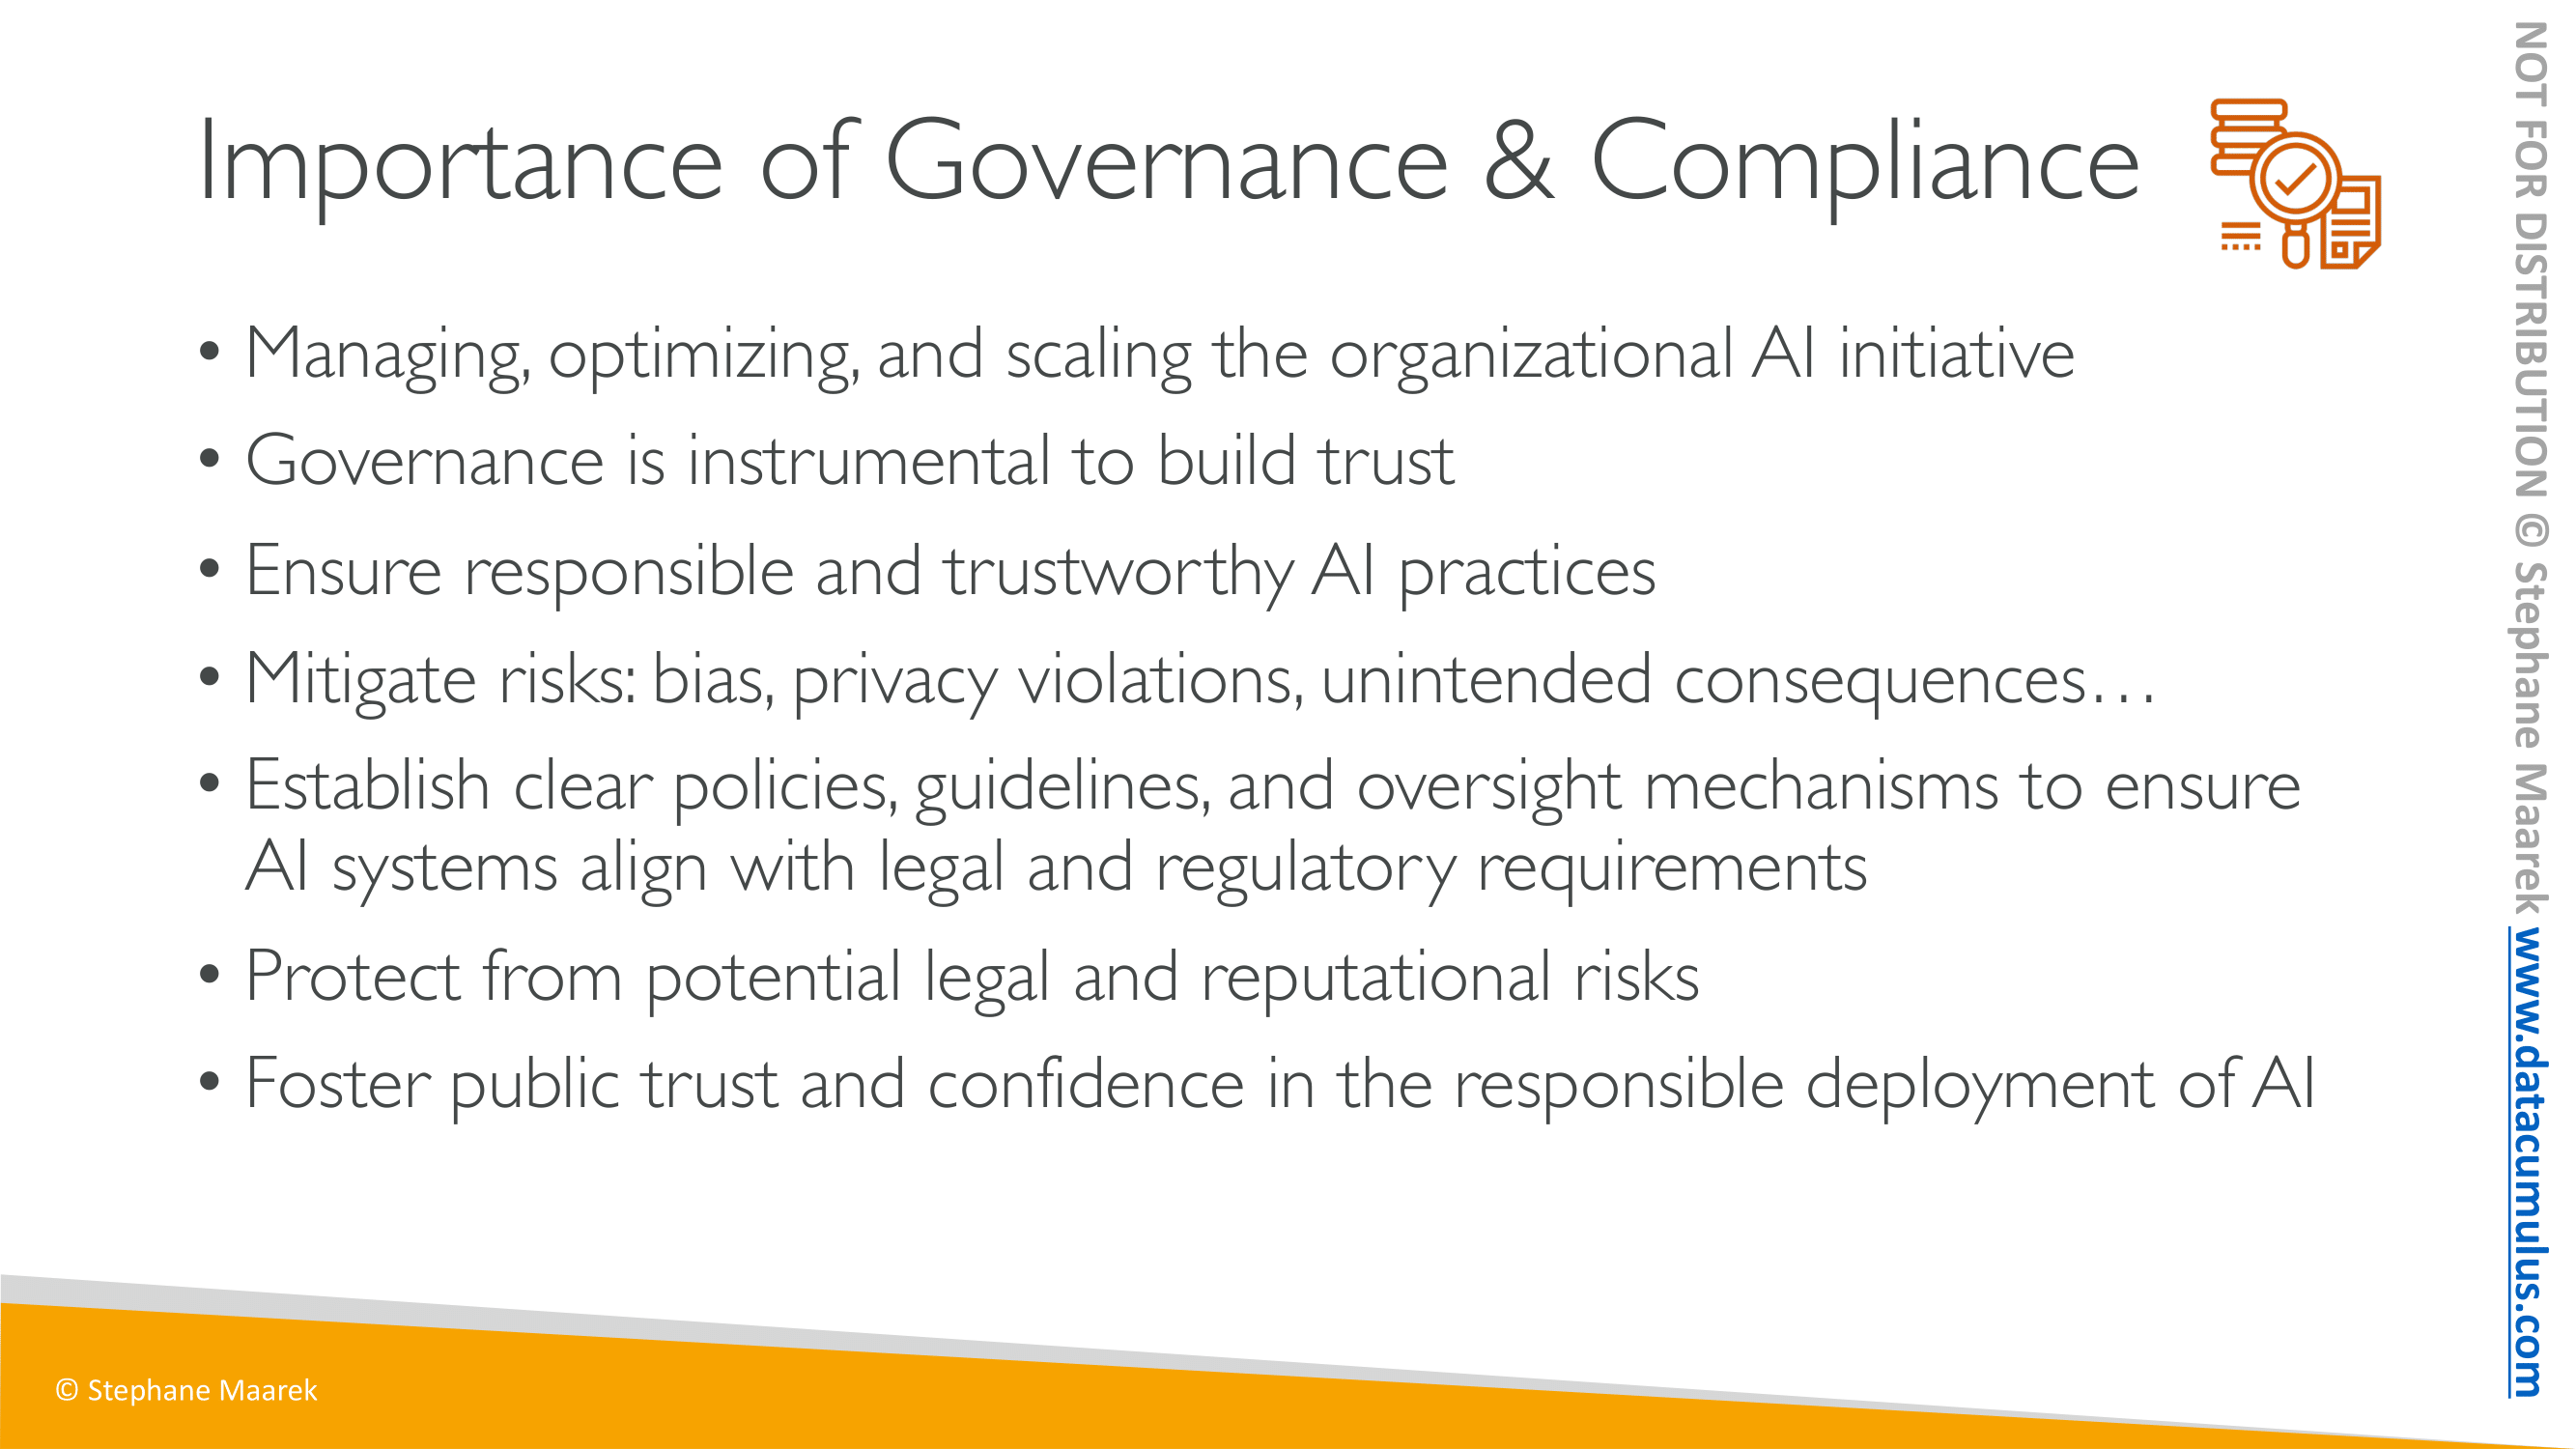 Importance of Governance & Compliance
• Managing, optimizing, and scaling the organizational AI initiative
• Governance is instrumental to build trust
• Ensure responsible and trustworthy AI practices
• Mitigate risks: bias, privacy violations, unintended consequences…
• Establish clear policies, guidelines, and oversight mechanisms to ensure
AI systems align with legal and regulatory requirements
• Protect from potential legal and reputational risks
• Foster public trust and confidence in the responsible deployment of AI
© Stephane Maarek
NOT FOR DISTRIBUTION © Stephane Maarek www.datacumulus.com